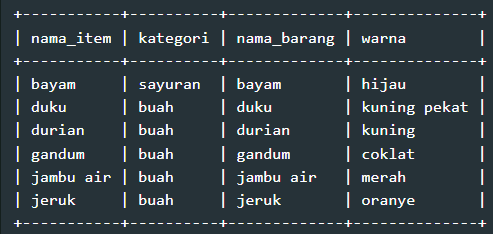 +-----------+----------+-------------+--------------+
| nama_item | kategori | nama_barang | warna        |
+-----------+----------+-------------+--------------+
| bayam     | sayuran  | bayam       | hijau        |
| duku      | buah     | duku        | kuning pekat |
| durian    | buah     | durian      | kuning       |
| gandum    | buah     | gandum      | coklat       |
| jambu air | buah     | jambu air   | merah        |
| jeruk     | buah     | jeruk       | oranye       |
+-----------+----------+-------------+--------------+